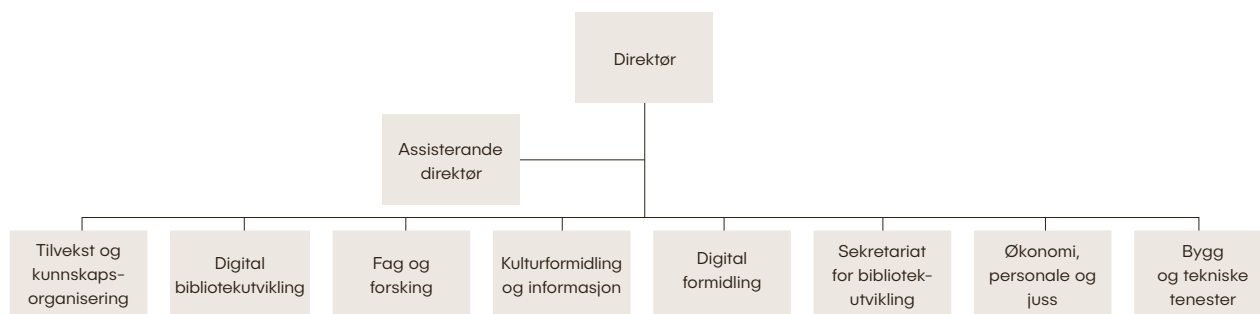 Direktør
Assisterande
direktør
Tilvekst og
kunnskaps-
organisering
Digital
bibliotekutvikling
Fag og
forsking
Kulturformidling
og informasjon
Digital
formidling
Sekretariat
for bibliotek-
utvikling
Økonomi,
personale og
juss
Bygg
og tekniske
tenester